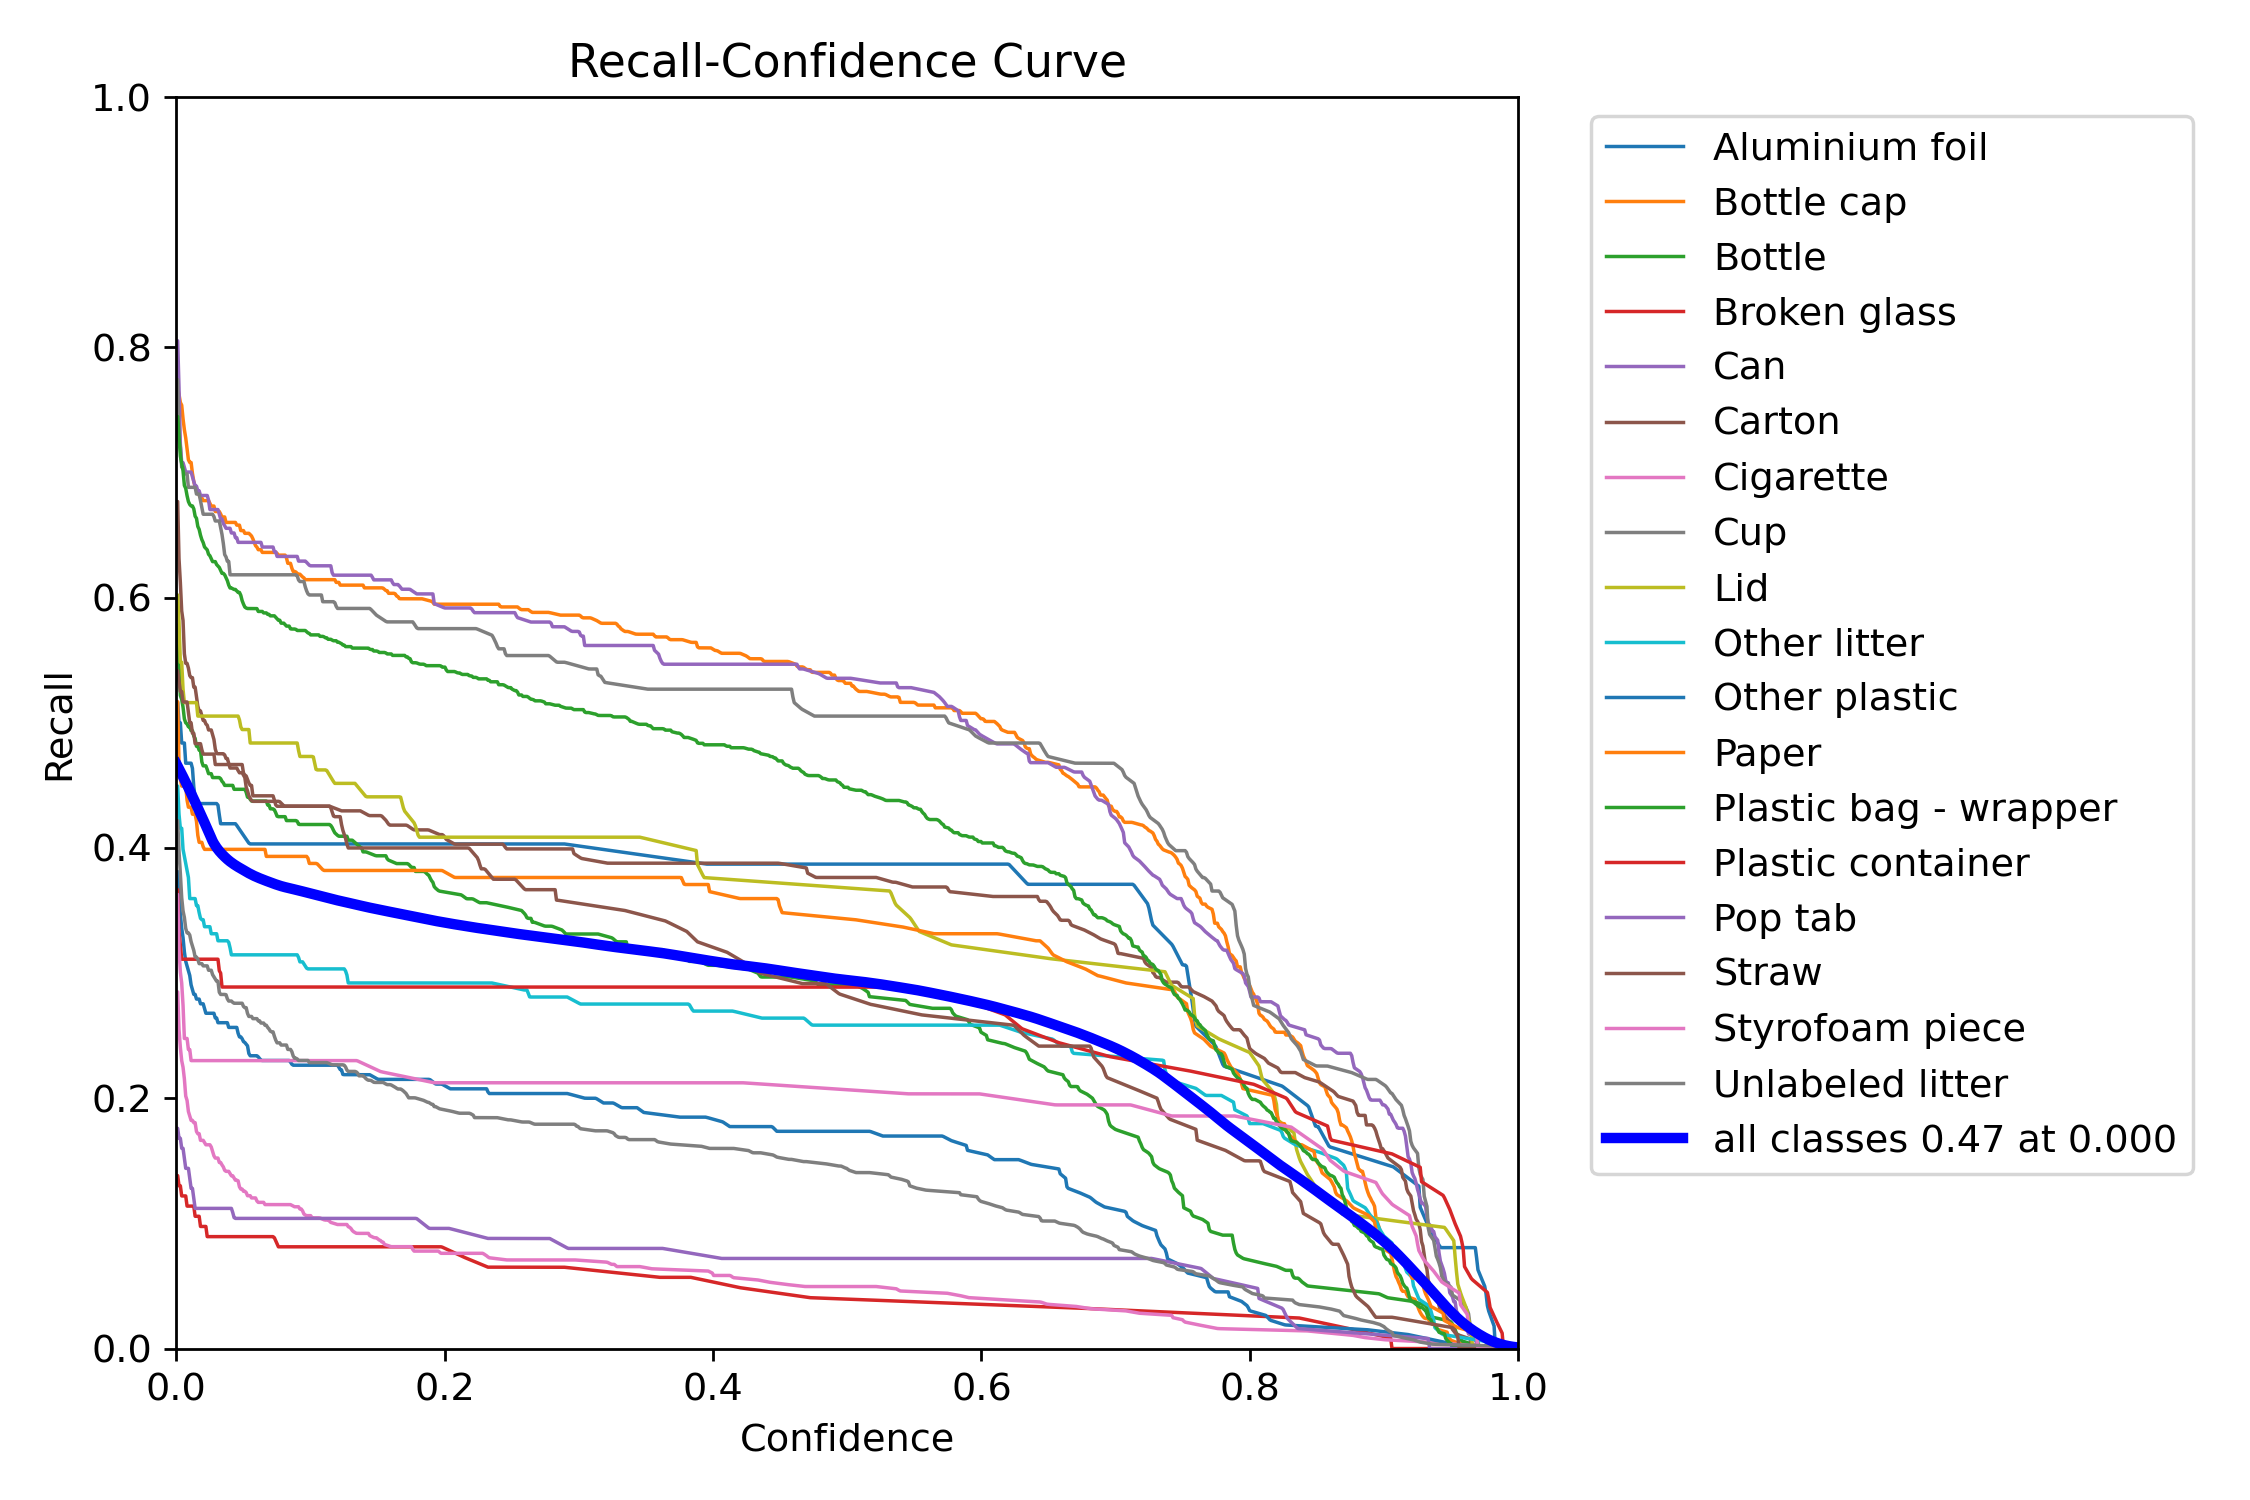 Recall-Confidence Curve
1.0
0.8
0.6
0.4
0.2
0.0
Recall
0.0 0.2 0.4 0.6 0.8 1.0
Confidence
Aluminium foil
Bottle cap
Bottle
Broken glass
Can
Carton
Cigarette
Cup
Lid
Other litter
Other plastic
Paper
Plastic bag - wrapper
Plastic container
Pop tab
Straw
Styrofoam piece
Unlabeled litter
all classes 0.47 at 0.000